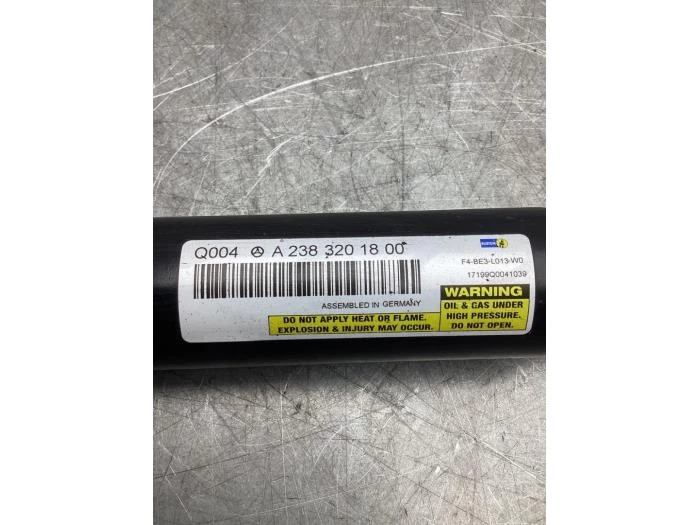 Q004 A 238 320 18 00
ASSEMBLED IN GERMANY
DO NOT APPLY HEAT OR FLAME.
EXPLOSION & INJURY MAY OCCUR.
BILSTEIN
F4-BE3-L013-W0
17199Q0041039
WARNING
OIL & GAS UNDER
HIGH PRESSURE.
DO NOT OPEN.